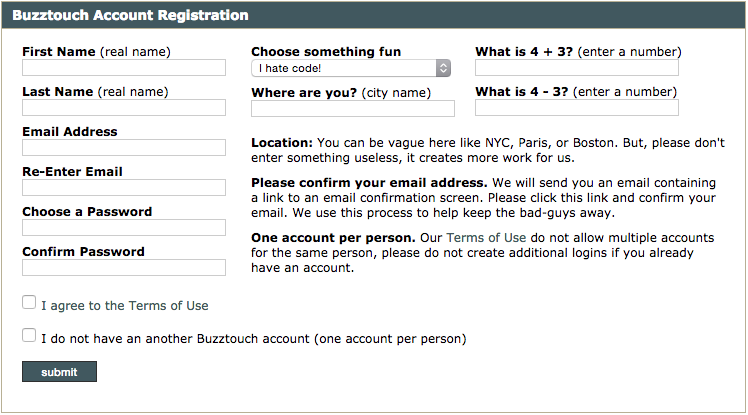 Buzztouch Account Registration
First Name (real name)
Last Name (real name)
Email Address
Re-Enter Email
Choose a Password
Confirm Password
Choose something fun
I hate code!
Where are you? (city name)
What is 4 + 3? (enter a number)
What is 4 - 3? (enter a number)
Location: You can be vague here like NYC, Paris, or Boston. But, please don't
enter something useless, it creates more work for us.
Please confirm your email address. We will send you an email containing
a link to an email confirmation screen. Please click this link and confirm your
email. We use this process to help keep the bad-guys away.
One account per person. Our Terms of Use do not allow multiple accounts
for the same person, please do not create additional logins if you already
have an account.
I agree to the Terms of Use
I do not have an another Buzztouch account (one account per person)
submit